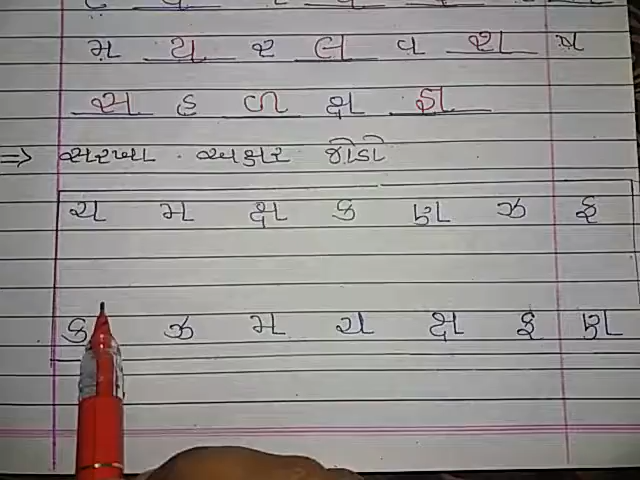 મ ય ર લ વ શ ષ
સ હ ળ ક્ષ જ્ઞ
=> સરખા અક્ષર જોડો
ચ મ ક્ષ ક ણ ઝ ફ
ક ઝ મ ચ ક્ષ ફ ણ